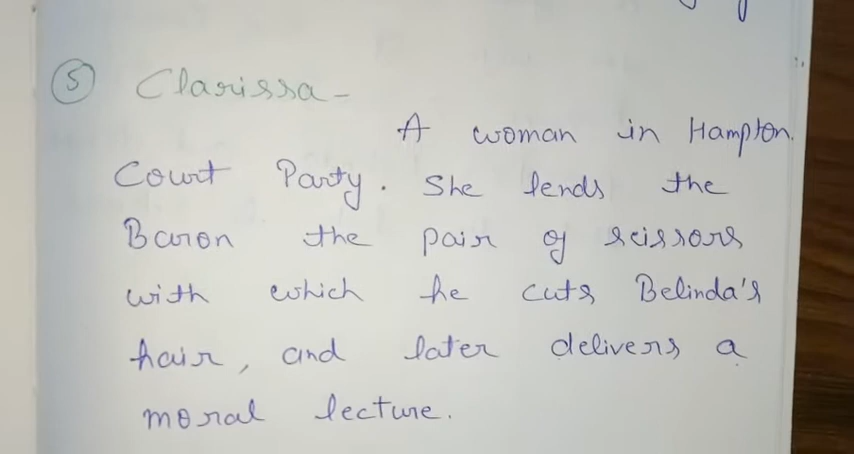 5 Clarissa -
A woman in Hampton
Court Party. She lends the
Baron the pair of scissors
with which he cuts Belinda's
hair, and later delivers a
moral lecture.